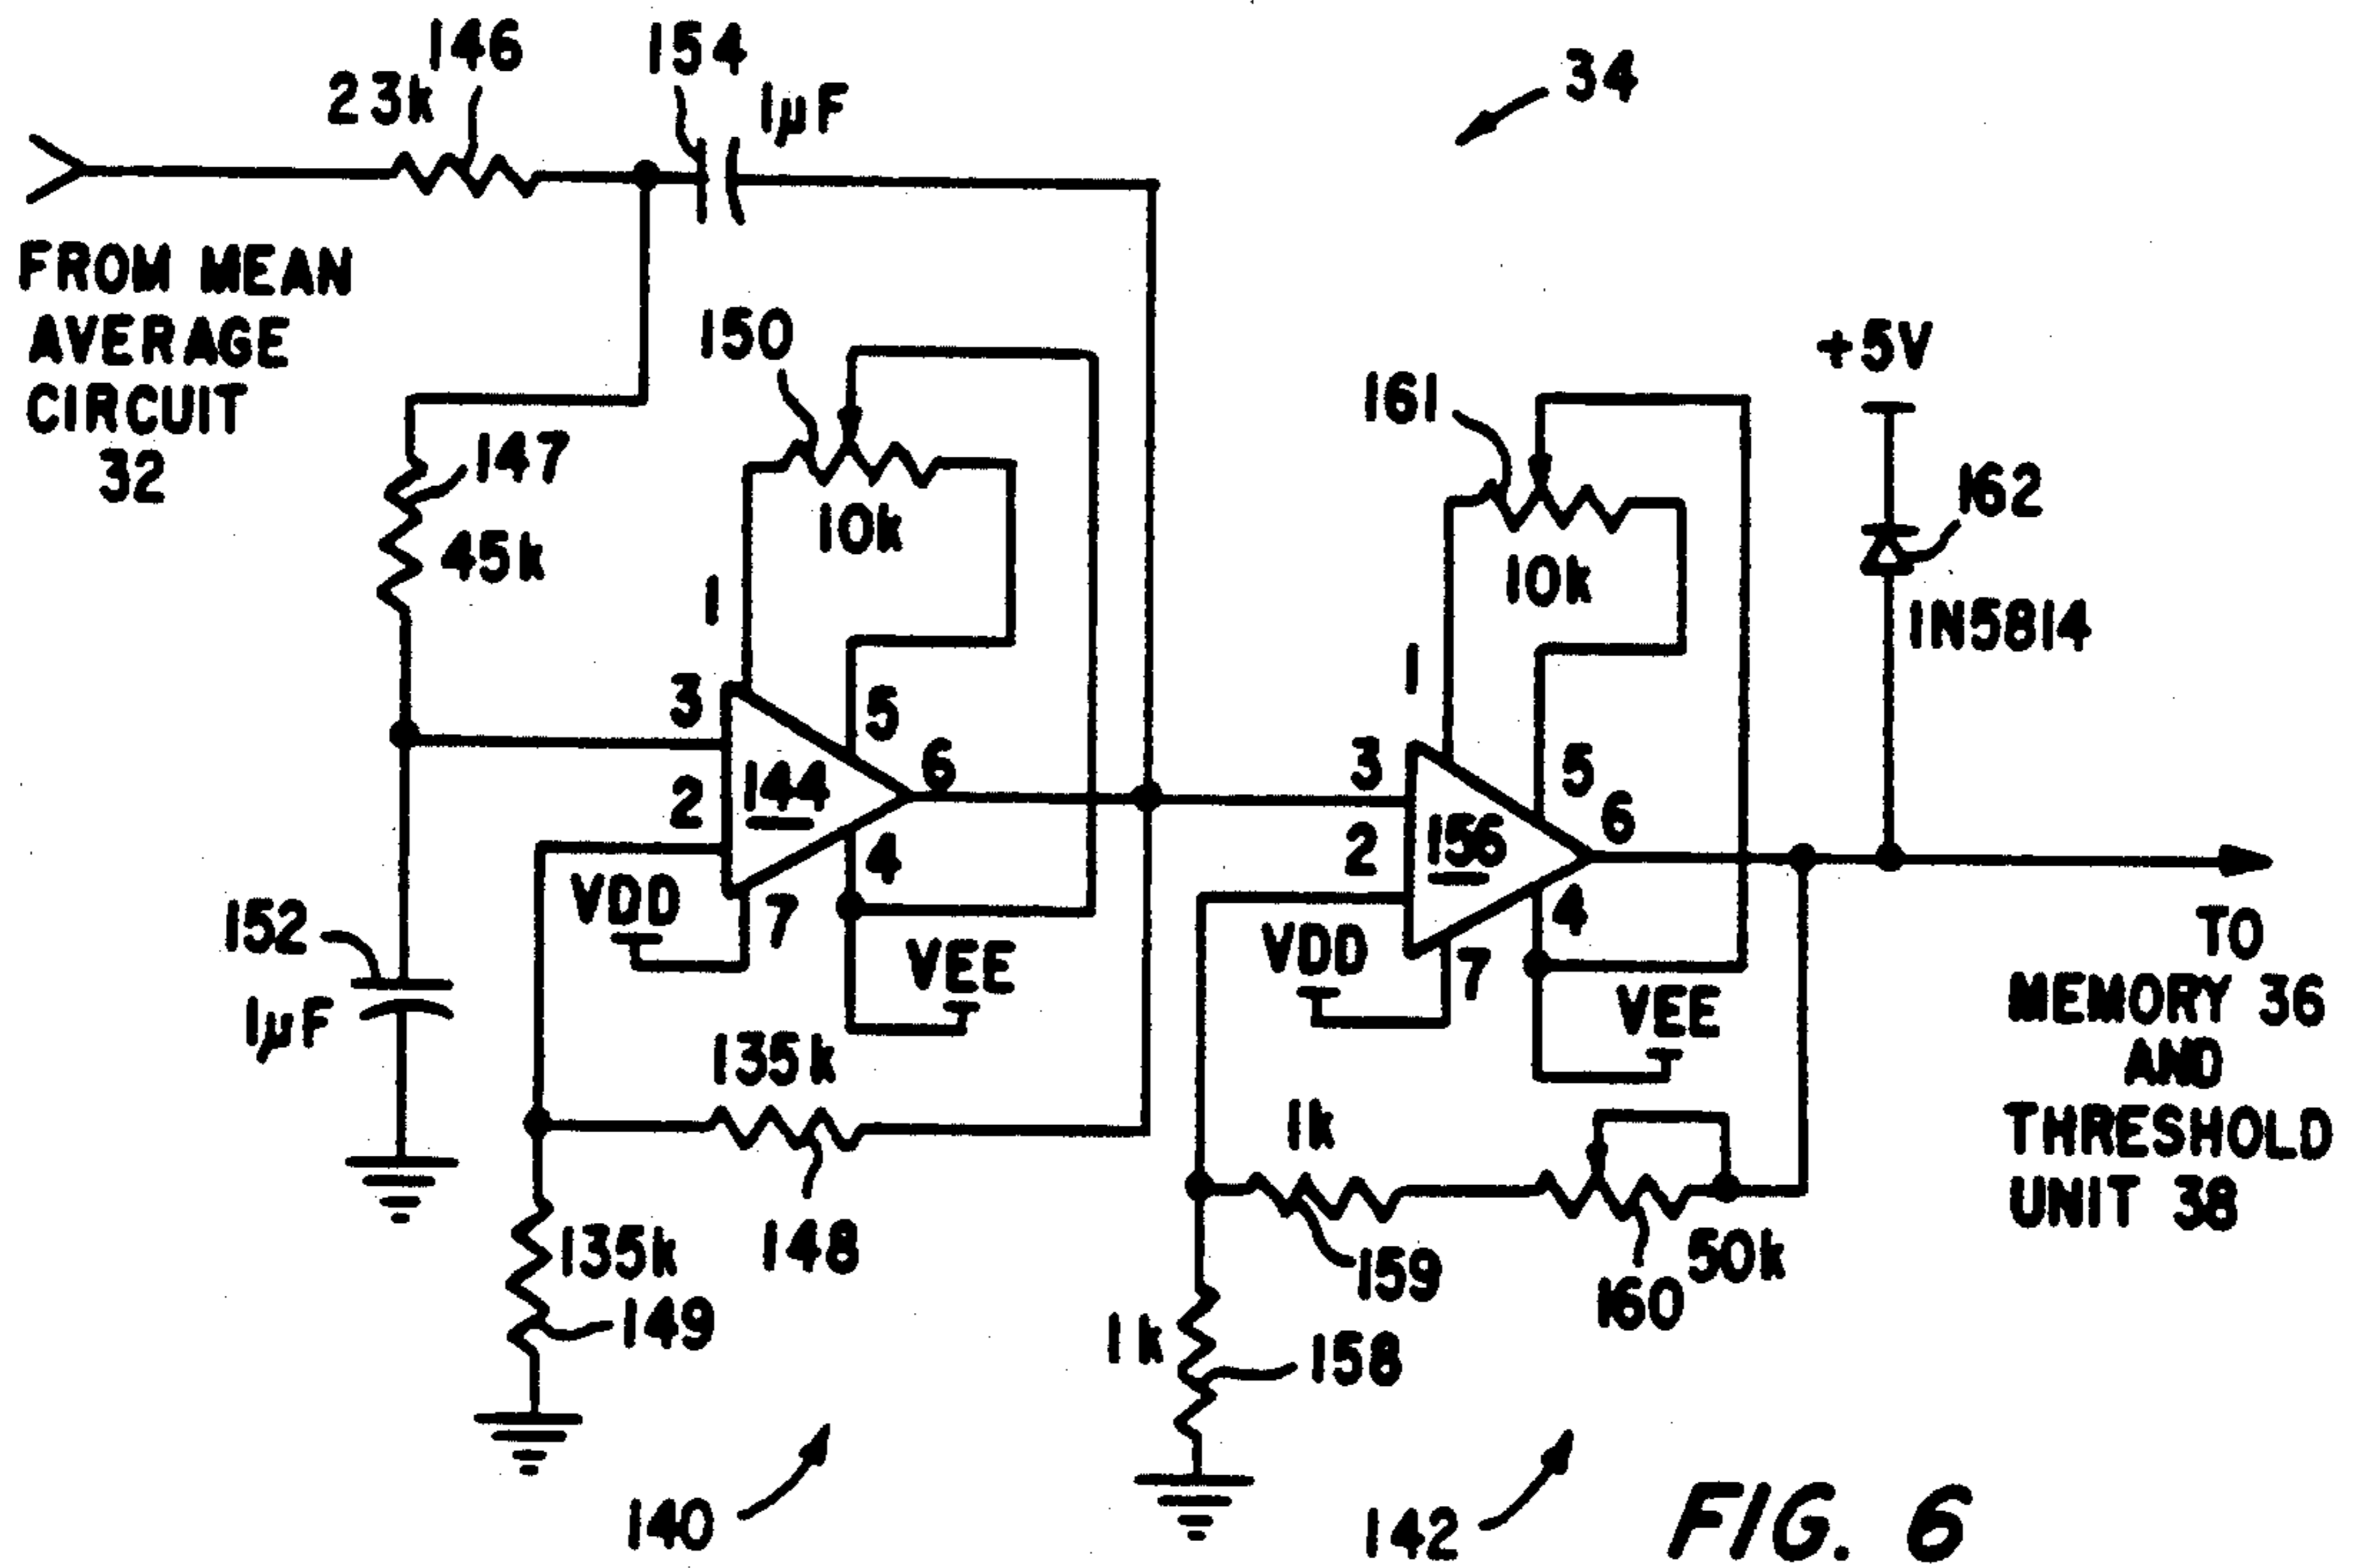 146
154
23k
1µF
34
FROM MEAN
AVERAGE
CIRCUIT
32
150
147
10k
45k
161
+5V
162
10k
1N5814
1
3
5
2
144
6
4
VDD
7
VEE
152
1µF
135k
148
135k
149
140
1
3
5
2
156
6
4
VDD
7
VEE
TO
MEMORY 36
AND
THRESHOLD
UNIT 38
1k
159
50k
160
1k
158
142
FIG. 6